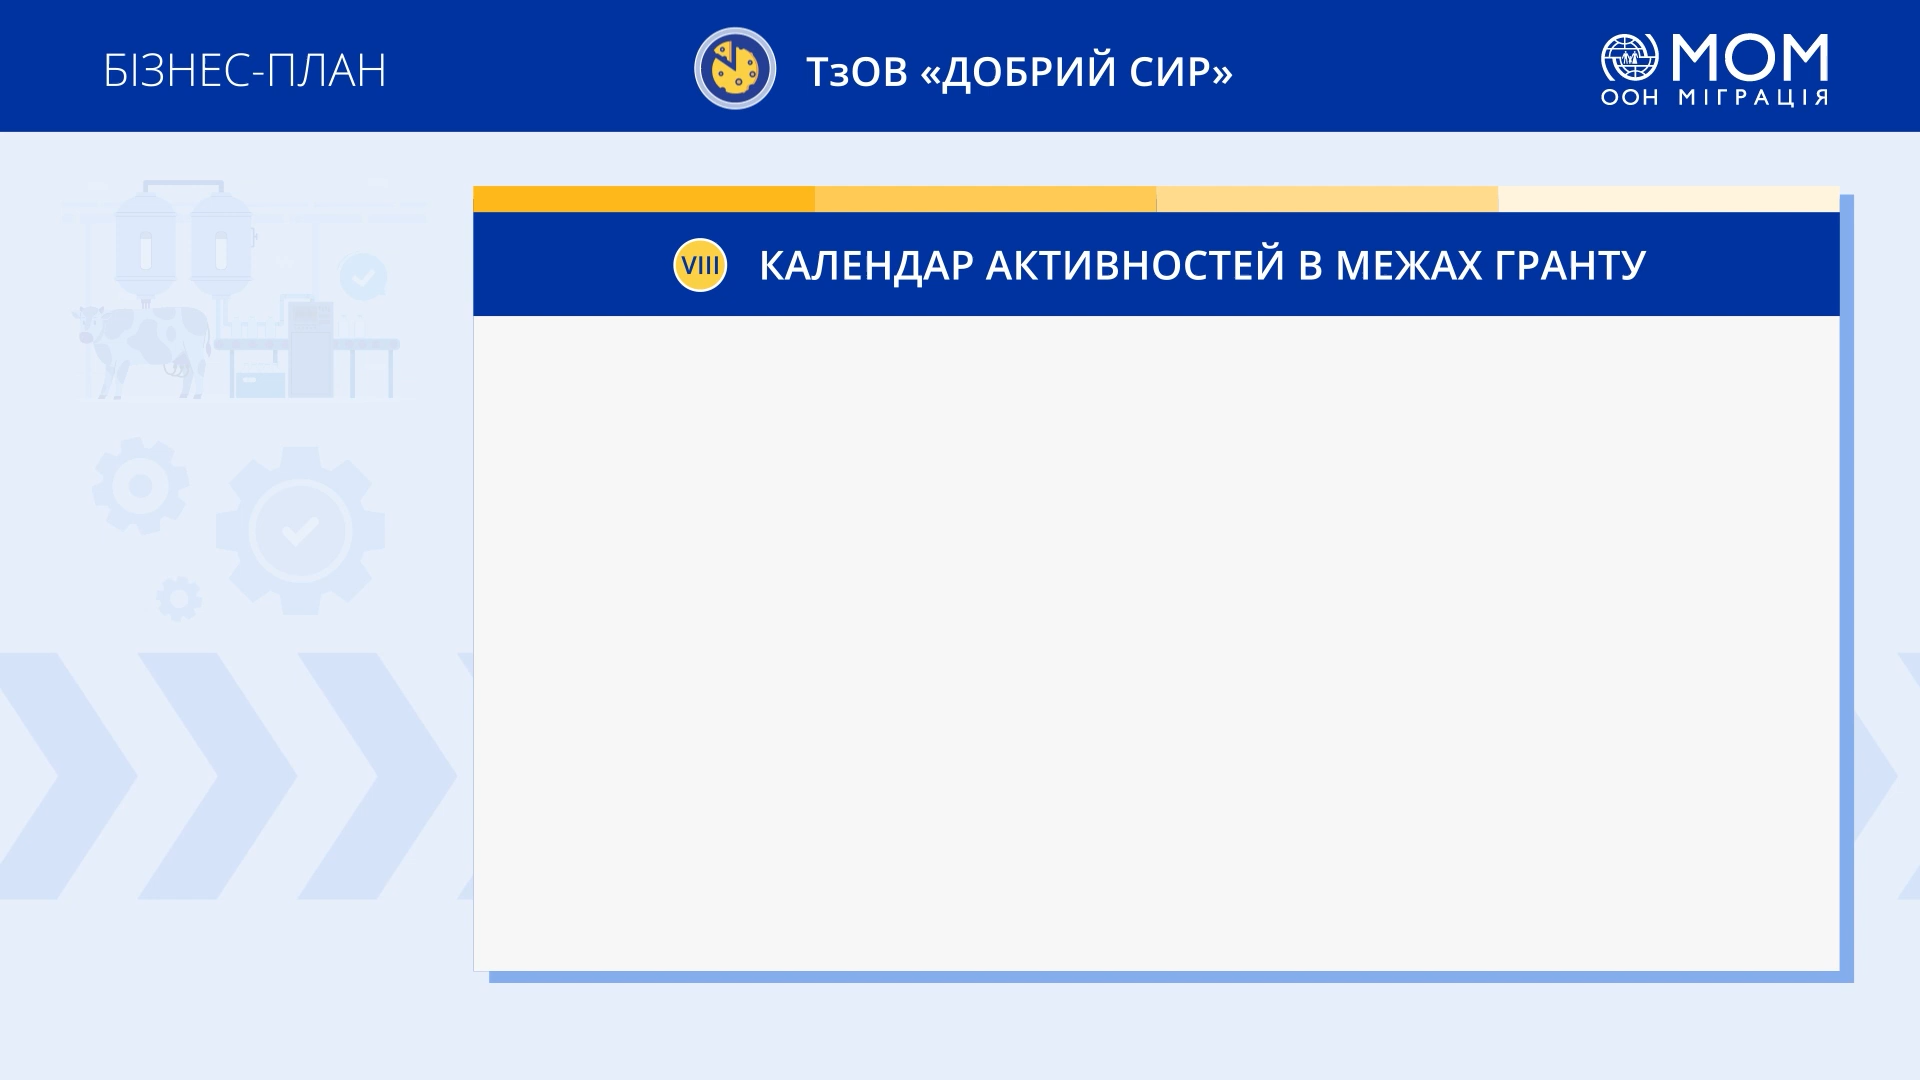 БІЗНЕС-ПЛАН
ТзОВ «ДОБРИЙ СИР»
МОМ
ООН МІГРАЦІЯ
VIII КАЛЕНДАР АКТИВНОСТЕЙ В МЕЖАХ ГРАНТУ